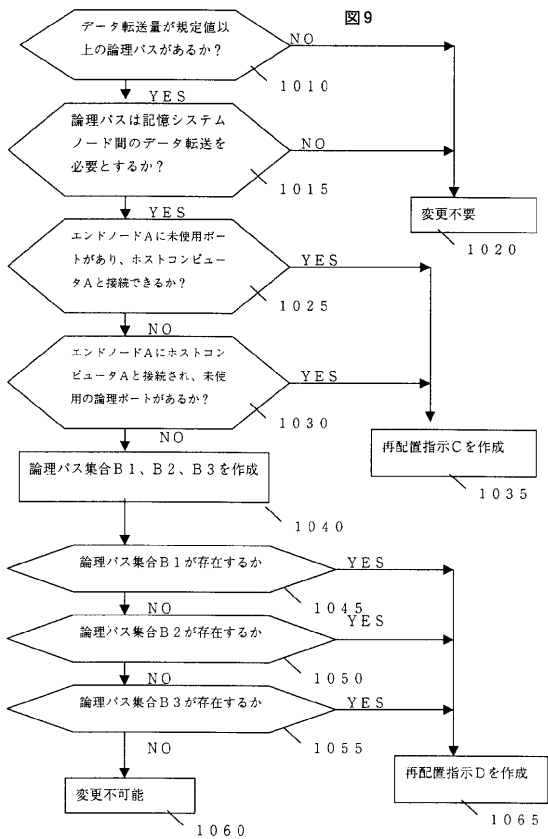 図9
データ転送量が規定値以
上の論理パスがあるか?
NO
1010
YES
論理パスは記憶システム
ノード間のデータ転送を
必要とするか?
NO
1015
YES
変更不要
1020
エンドノードAに未使用ポー
トがあり、ホストコンピュー
タAと接続できるか?
YES
1025
NO
エンドノードAにホストコン
ピュータAと接続され、未使
用の論理ポートがあるか?
YES
1030
NO
再配置指示Cを作成
1035
論理パス集合B1、B2、B3を作成
1040
論理パス集合B1が存在するか
YES
1045
NO
論理パス集合B2が存在するか
YES
1050
NO
論理パス集合B3が存在するか
YES
1055
NO
変更不可能
1060
再配置指示Dを作成
1065